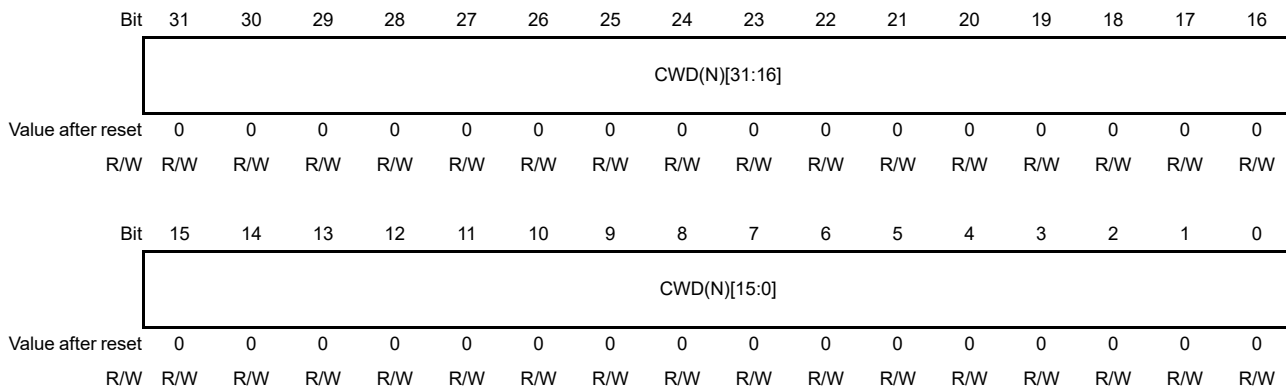 Bit 31 30 29 28 27 26 25 24 23 22 21 20 19 18 17 16
CWD(N)[31:16]
Value after reset 0 0 0 0 0 0 0 0 0 0 0 0 0 0 0 0
R/W R/W R/W R/W R/W R/W R/W R/W R/W R/W R/W R/W R/W R/W R/W R/W R/W
Bit 15 14 13 12 11 10 9 8 7 6 5 4 3 2 1 0
CWD(N)[15:0]
Value after reset 0 0 0 0 0 0 0 0 0 0 0 0 0 0 0 0
R/W R/W R/W R/W R/W R/W R/W R/W R/W R/W R/W R/W R/W R/W R/W R/W R/W